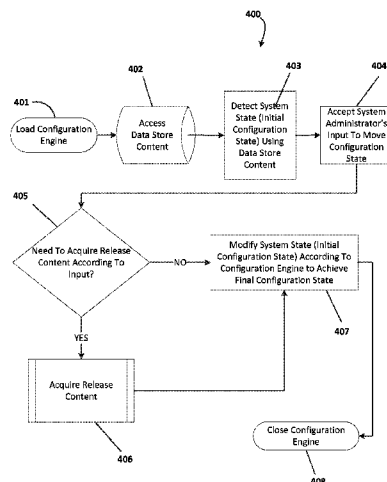 400
401
Load Configuration
Engine
402
Access
Data Store
Content
403
Detect System
State (Initial
Configuration
State) Using
Data Store
Content
404
Accept System
Administrator's
Input To Move
Configuration
State
405
Need To Acquire Release
Content According To
Input?
NO
YES
Modify System State (Initial
Configuration State) According To
Configuration Engine to Achieve
Final Configuration State
407
Acquire Release
Content
406
Close Configuration
Engine
408